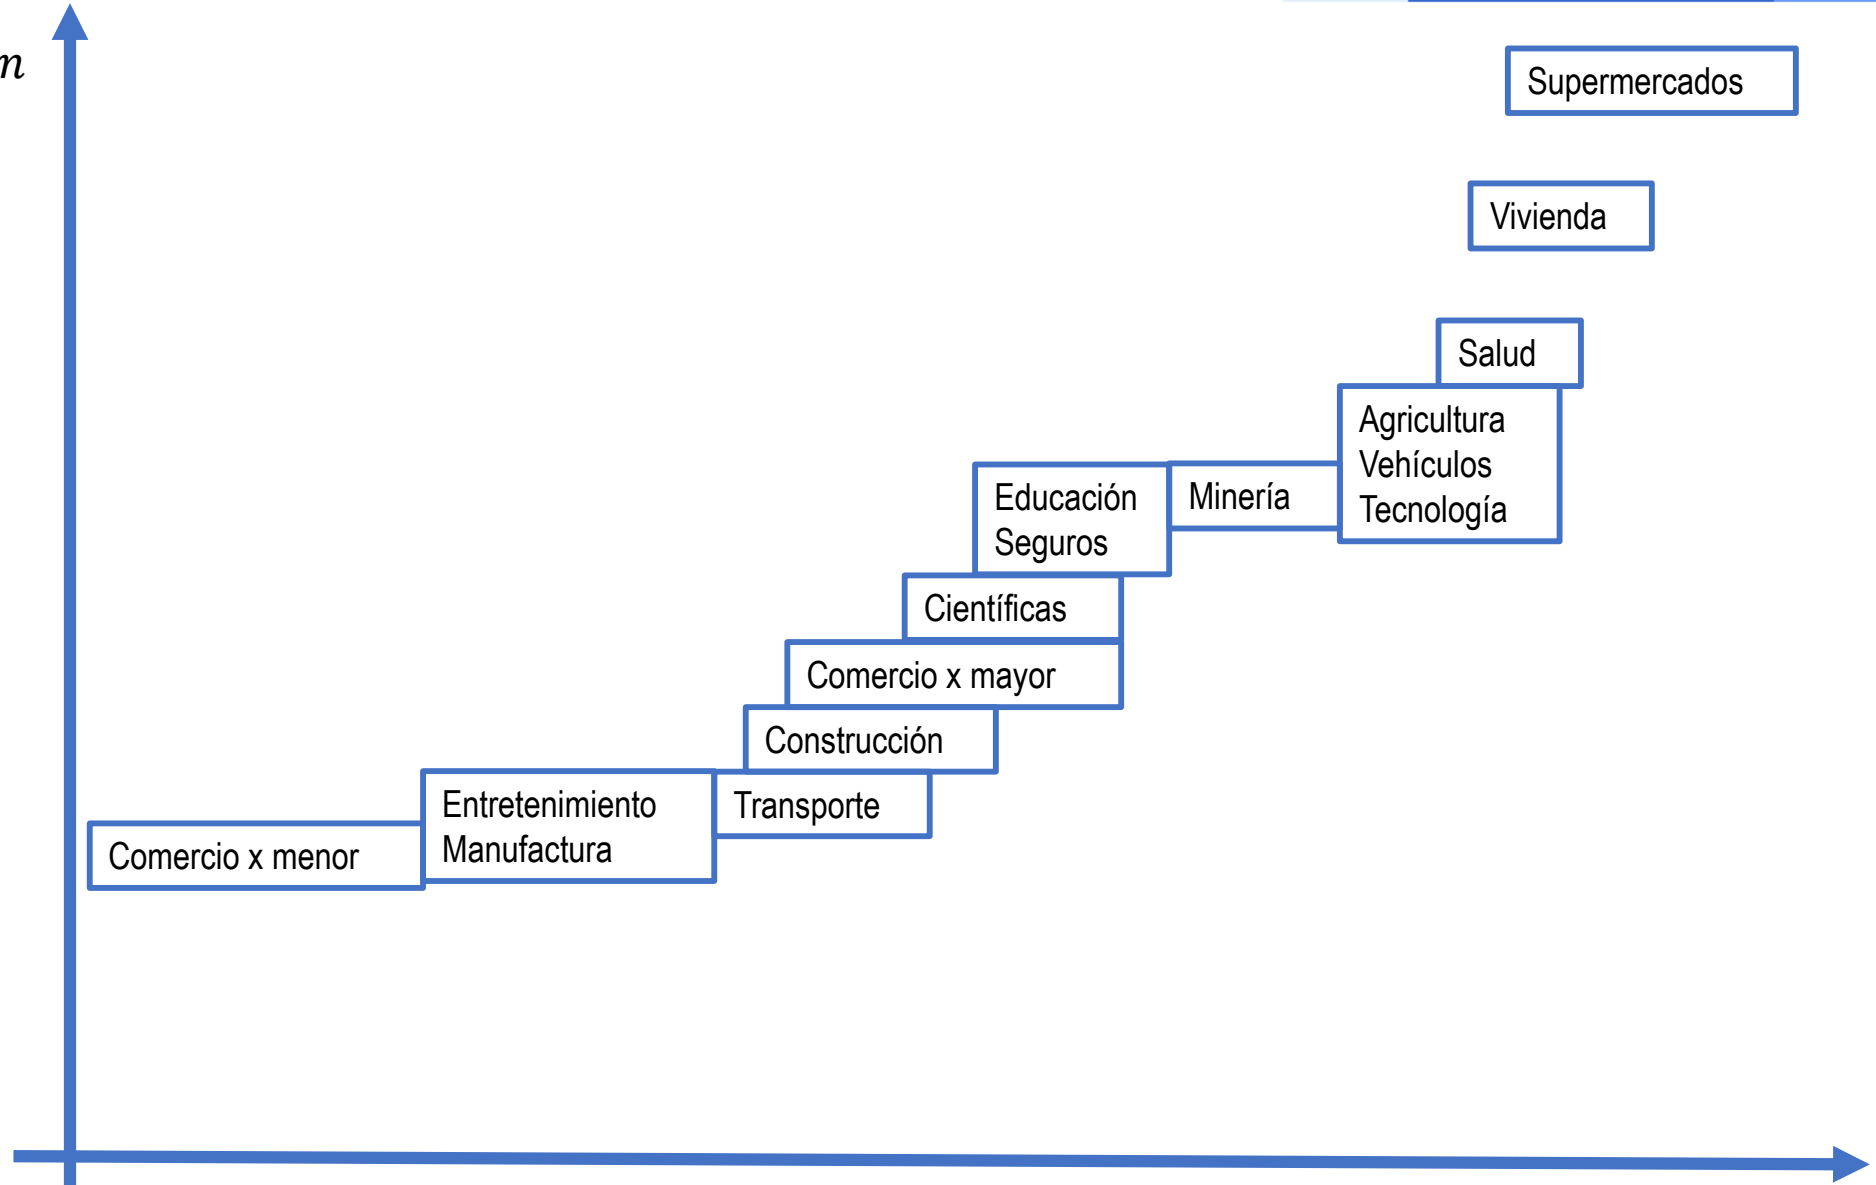 n
Supermercados
Vivienda
Salud
Agricultura
Vehículos
Tecnología
Educación
Seguros
Minería
Científicas
Comercio x mayor
Construcción
Entretenimiento
Manufactura
Transporte
Comercio x menor